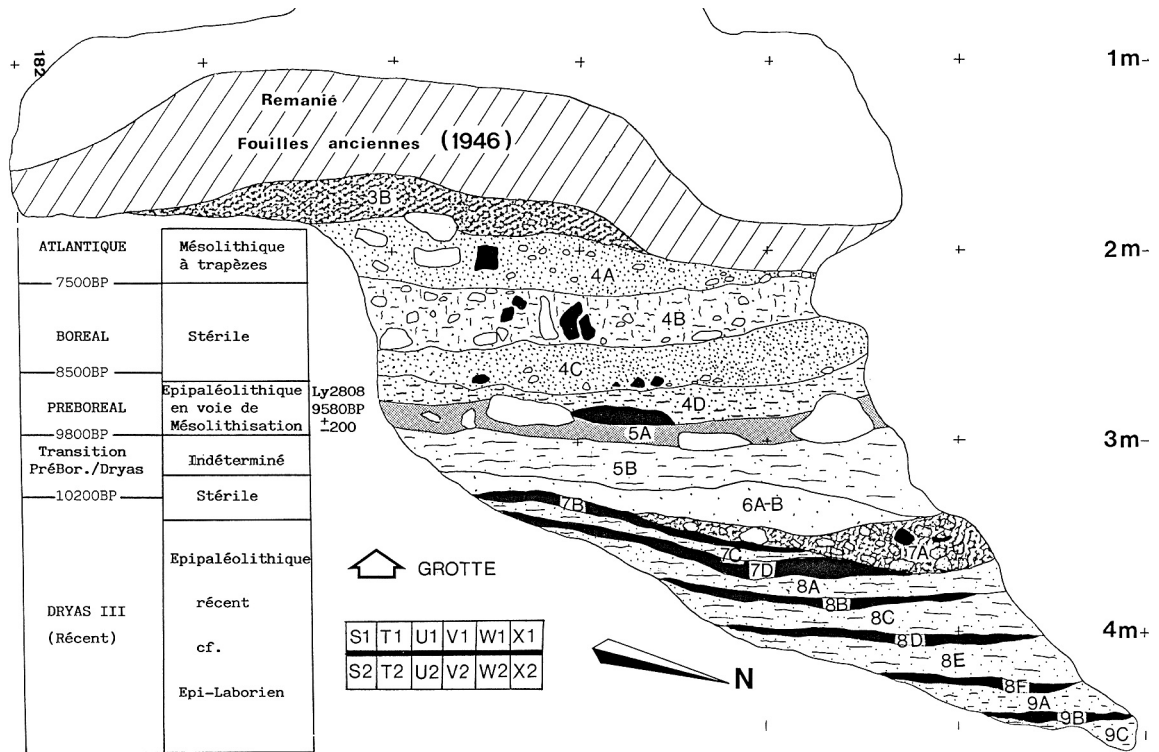 182
1m
Remanié
Fouilles anciennes (1946)
3B
2m
4A
4B
4C
4D
5A
3m
5B
6A-B
7B
7A
7C
7D
8A
8B
8C
8D
4m
8E
8F
9A
9B
9C
ATLANTIQUE
Mésolithique
à trapèzes
7500BP
BOREAL
Stérile
8500BP
PREBOREAL
Epipaléolithique
en voie de
Mésolithisation
Ly2808
9580BP
±200
9800BP
Transition
PréBor./Dryas
Indéterminé
10200BP
Stérile
DRYAS III
(Récent)
Epipaléolithique
récent
cf.
Epi-Laborien
GROTTE
S1 T1 U1 V1 W1 X1
S2 T2 U2 V2 W2 X2
N